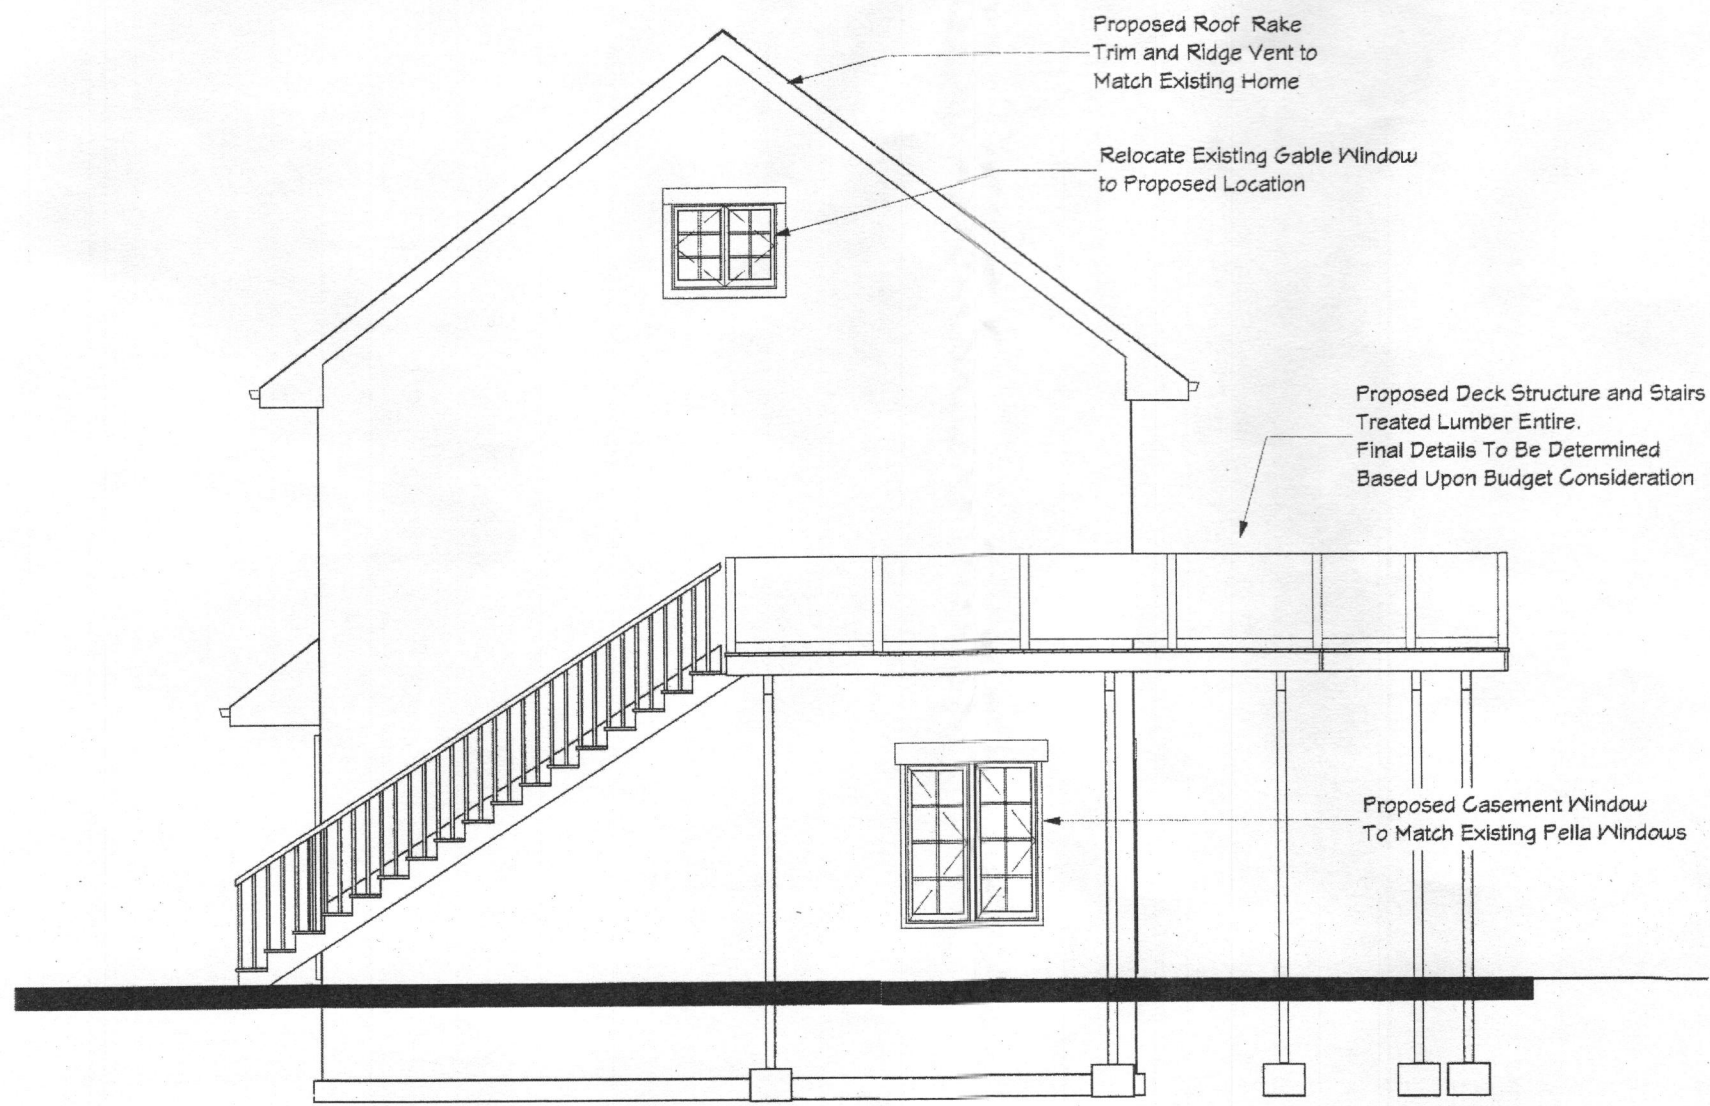 Proposed Roof Rake
Trim and Ridge Vent to
Match Existing Home
Relocate Existing Gable Window
to Proposed Location
Proposed Deck Structure and Stairs
Treated Lumber Entire.
Final Details To Be Determined
Based Upon Budget Consideration
Proposed Casement Window
To Match Existing Pella Windows